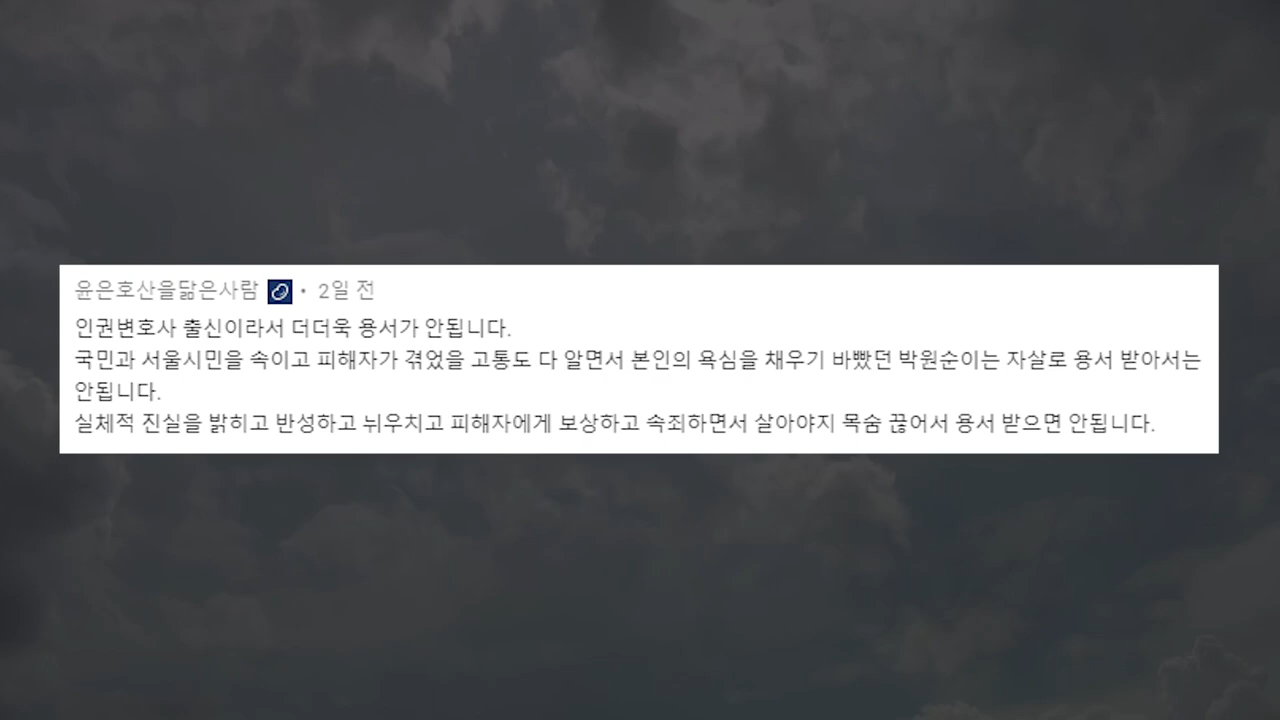 윤은호산을닮은사람 • 2일 전
인권변호사 출신이라서 더더욱 용서가 안됩니다.
국민과 서울시민을 속이고 피해자가 겪었을 고통도 다 알면서 본인의 욕심을 채우기 바빴던 박원순이는 자살로 용서 받아서는
안됩니다.
실체적 진실을 밝히고 반성하고 뉘우치고 피해자에게 보상하고 속죄하면서 살아야지 목숨 끊어서 용서 받으면 안됩니다.